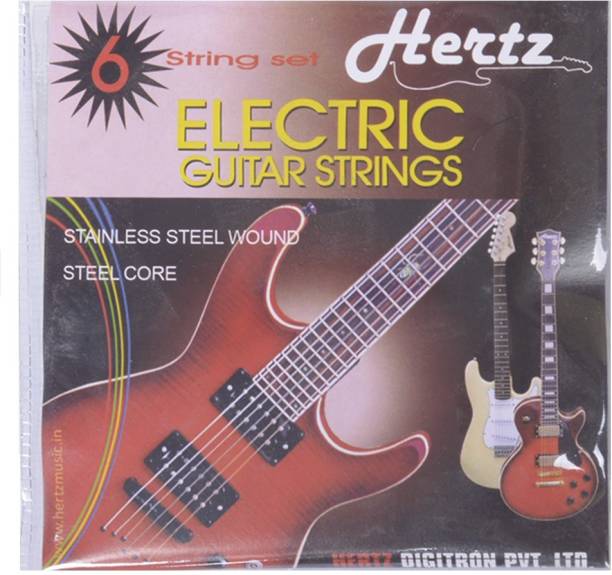 6 String set
Hertz
ELECTRIC
GUITAR STRINGS
STAINLESS STEEL WOUND
STEEL CORE
www.hertzmusic.in
HERTZ DIGITRON PVT. LTD.